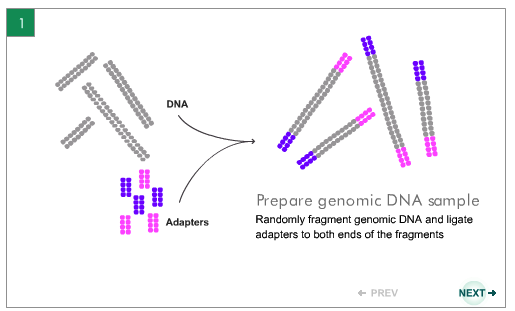 1
DNA
Adapters
Prepare genomic DNA sample
Randomly fragment genomic DNA and ligate
adapters to both ends of the fragments
← PREV
NEXT →